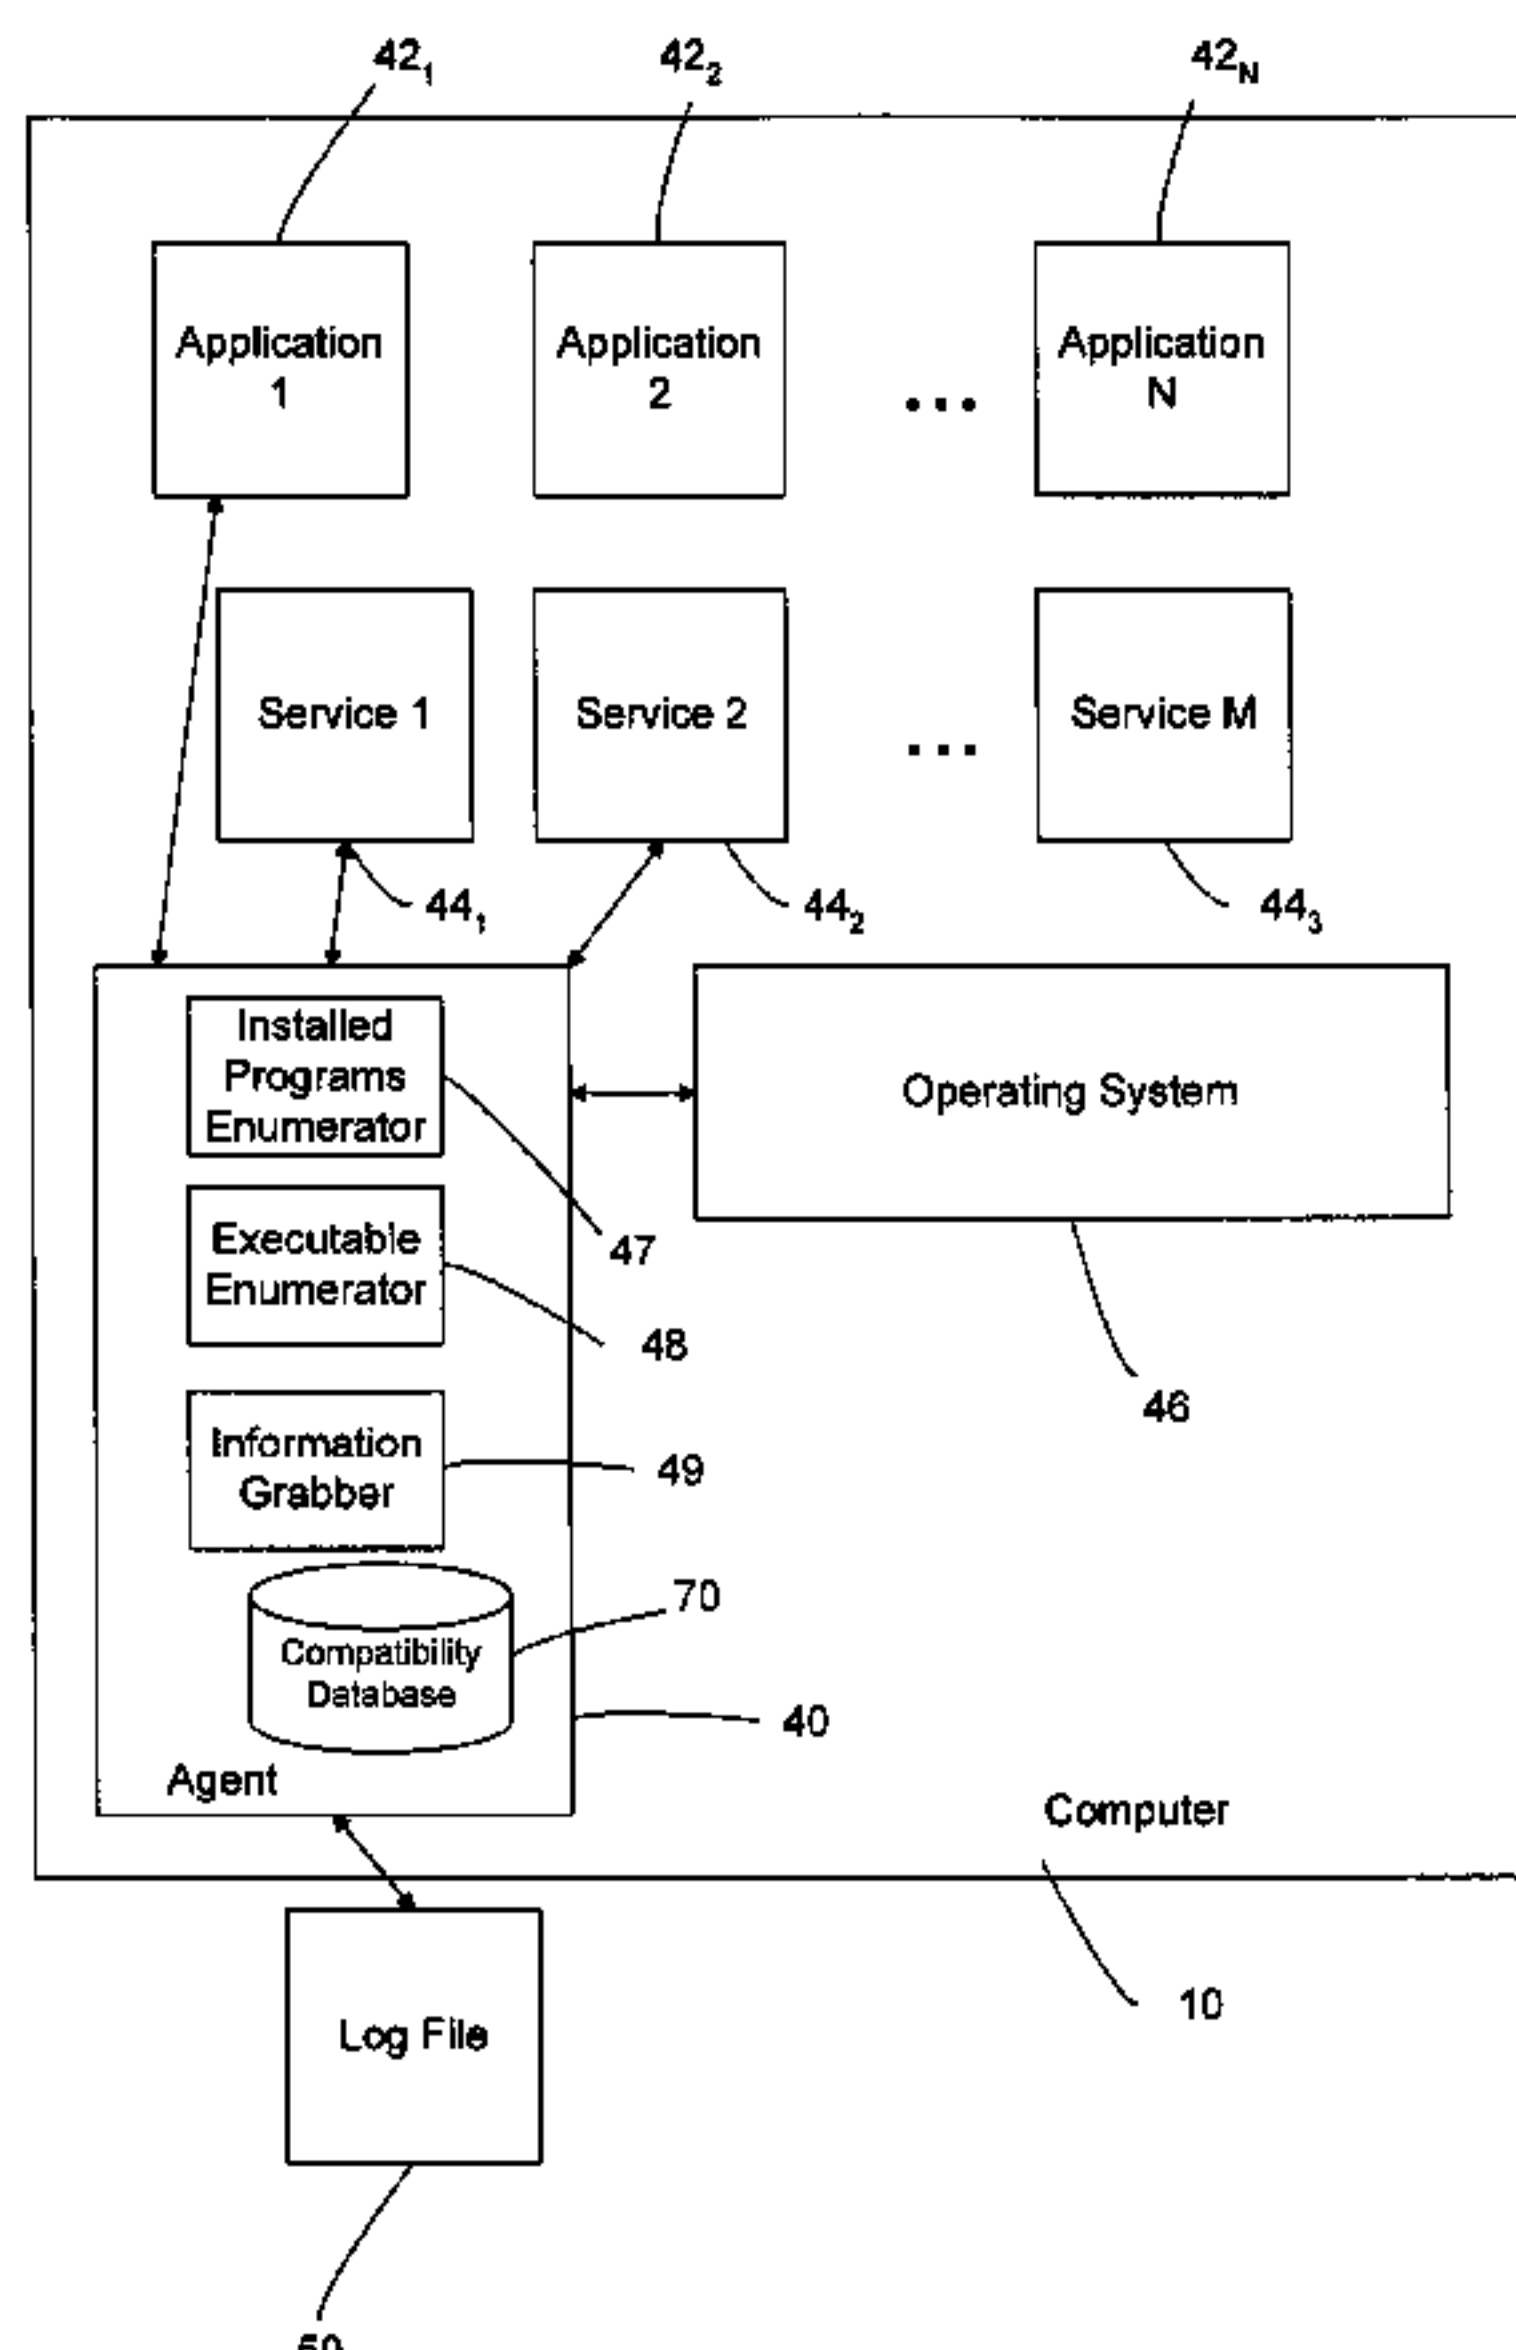 42₁
42₂
42_N
Application
1
Application
2
...
Application
N
Service 1
Service 2
...
Service M
44₁
44₂
44₃
Installed
Programs
Enumerator
Operating System
47
Executable
Enumerator
48
46
Information
Grabber
49
70
Compatibility
Database
40
Agent
Computer
10
Log File